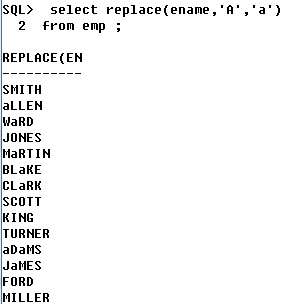 SQL>  select replace(ename,'A','a')
  2  from emp ;
REPLACE(EN
----------
SMITH
aLLEN
WaRD
JONES
MaRTIN
BLaKE
CLaRK
SCOTT
KING
TURNER
aDaMS
JaMES
FORD
MILLER